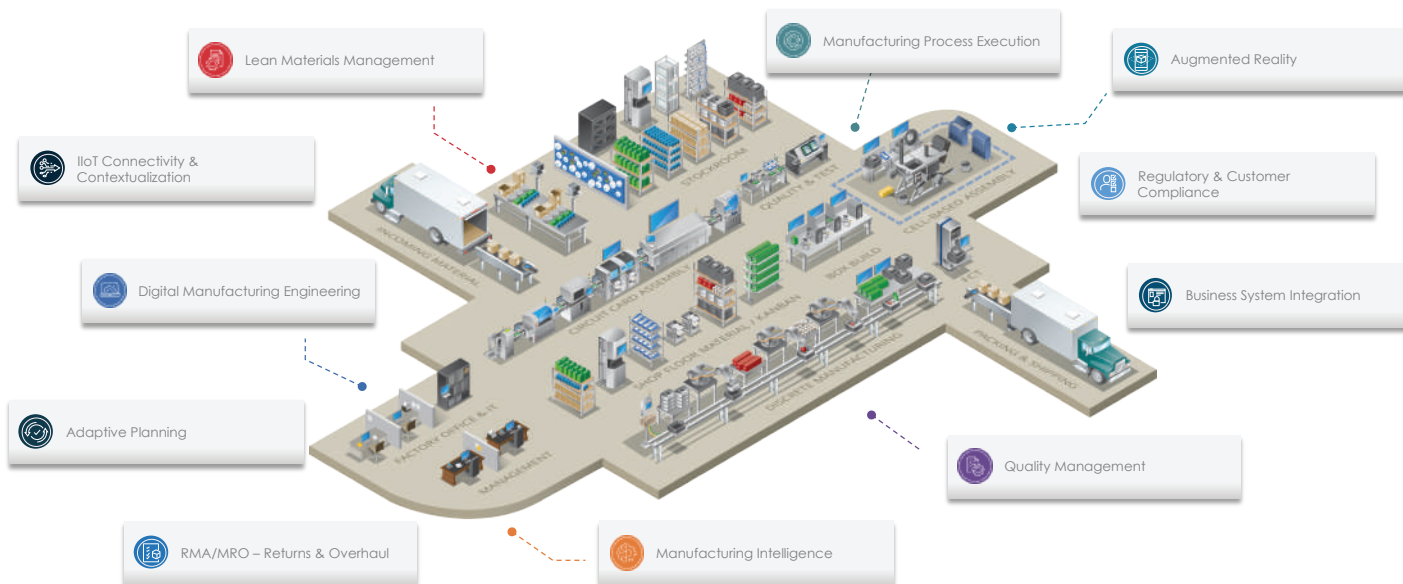 Lean Materials Management
Manufacturing Process Execution
Augmented Reality
IIoT Connectivity &
Contextualization
Regulatory & Customer
Compliance
Digital Manufacturing Engineering
Business System Integration
Adaptive Planning
Quality Management
RMA/MRO – Returns & Overhaul
Manufacturing Intelligence
STOCKROOM
QUALITY & TEST
CELL-BASED ASSEMBLY
INCOMING MATERIAL
CIRCUIT CARD ASSEMBLY
BOX BUILD
SHOP FLOOR MATERIAL / KANBAN
DISCRETE MANUFACTURING
PACKING & SHIPPING
FACTORY OFFICE & IT
MANAGEMENT